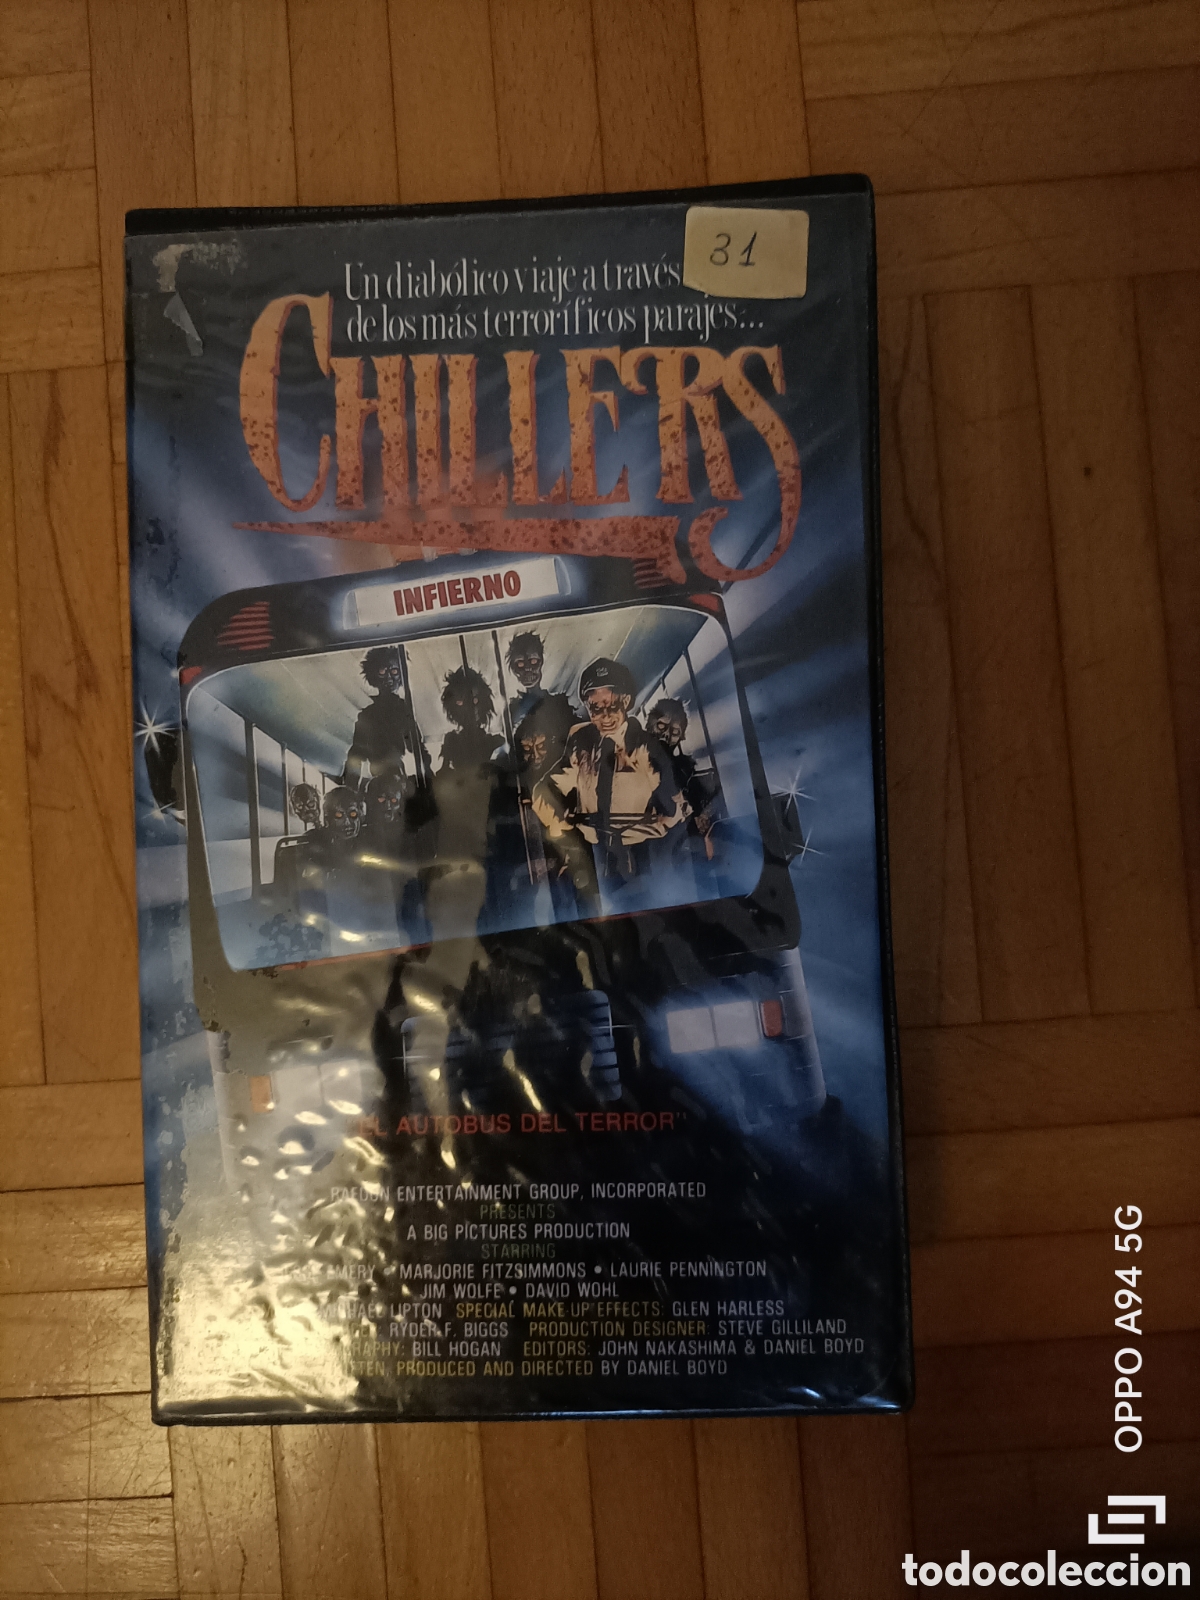 31
Un diabólico viaje a través
de los más terroríficos parajes...
CHILLERS
INFIERNO
"EL AUTOBUS DEL TERROR"
ENTERTAINMENT GROUP, INCORPORATED
PRESENTS
A BIG PICTURES PRODUCTION
STARRING
• MARJORIE FITZSIMMONS • LAURIE PENNINGTON
JIM WOLFE • DAVID WOHL
LIPTON SPECIAL MAKE-UP EFFECTS: GLEN HARLESS
RYDER F. BIGGS PRODUCTION DESIGNER: STEVE GILLILAND
BILL HOGAN EDITORS: JOHN NAKASHIMA & DANIEL BOYD
PRODUCED AND DIRECTED BY DANIEL BOYD
OPPO A94 5G
todocoleccion